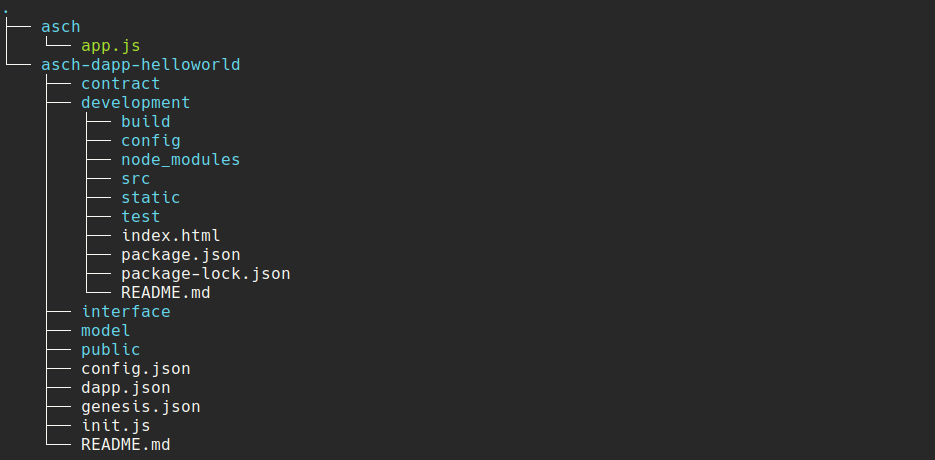 .
├── asch
│   └── app.js
└── asch-dapp-helloworld
    ├── contract
    ├── development
    │   ├── build
    │   ├── config
    │   ├── node_modules
    │   ├── src
    │   ├── static
    │   ├── test
    │   ├── index.html
    │   ├── package.json
    │   ├── package-lock.json
    │   └── README.md
    ├── interface
    ├── model
    ├── public
    ├── config.json
    ├── dapp.json
    ├── genesis.json
    ├── init.js
    └── README.md